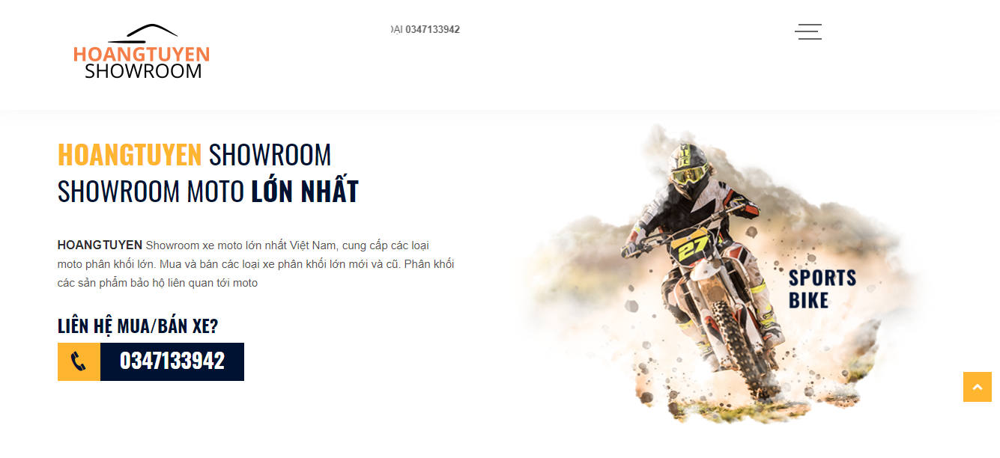 HOANGTUYEN
SHOWROOM
0347133942
HOANGTUYEN SHOWROOM
SHOWROOM MOTO LỚN NHẤT
HOANGTUYEN Showroom xe moto lớn nhất Việt Nam, cung cấp các loại
moto phân khối lớn. Mua và bán các loại xe phân khối lớn mới và cũ. Phân khối
các sản phẩm bảo hộ liên quan tới moto
LIÊN HỆ MUA/BÁN XE?
0347133942
27
SPORTS
BIKE